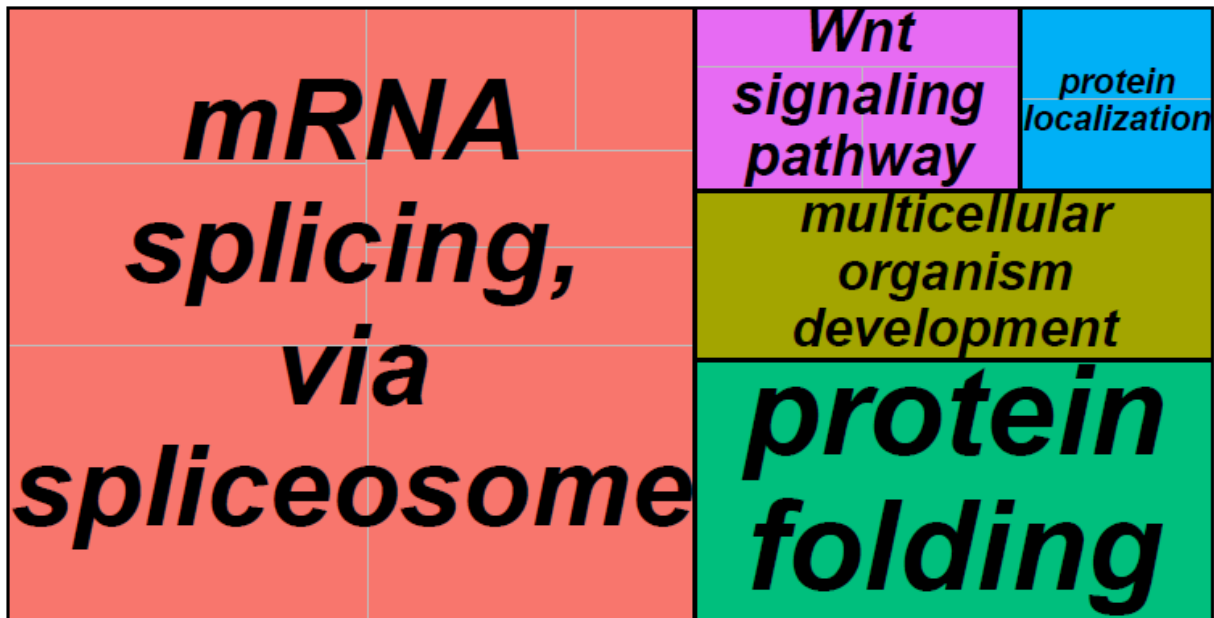 mRNA
splicing,
via
spliceosome
Wnt
signaling
pathway
protein
localization
multicellular
organism
development
protein
folding